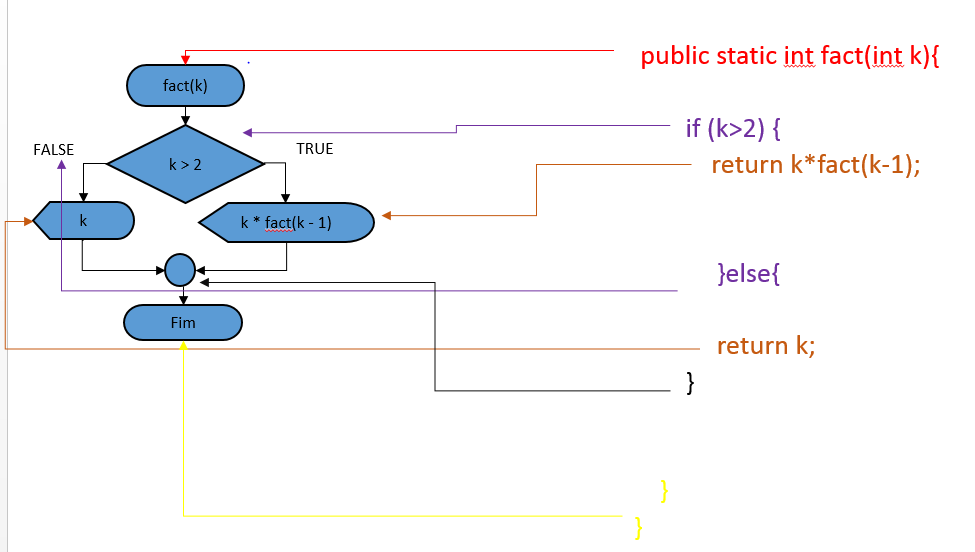 public static int fact(int k){
fact(k)
if (k>2) {
FALSE
TRUE
k > 2
return k*fact(k-1);
k
k * fact(k - 1)
}else{
Fim
return k;
}
}
}